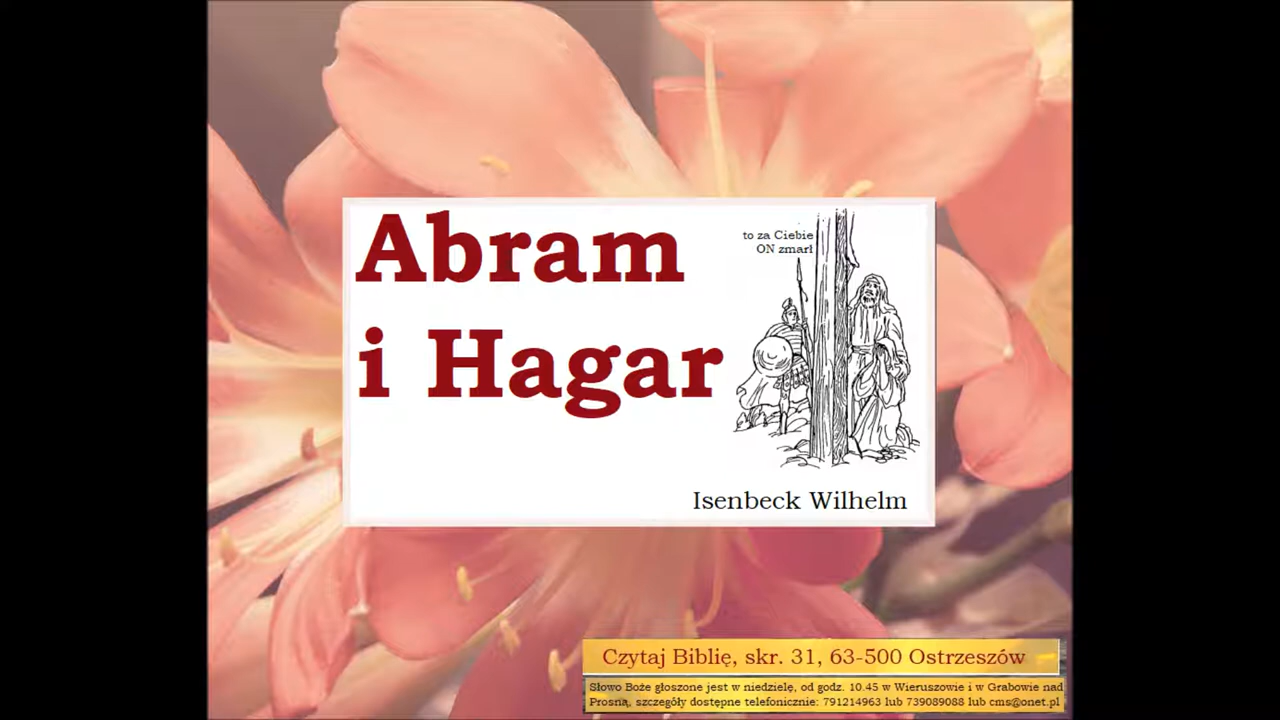 Abram
i Hagar
to za Ciebie
ON zmarł
Isenbeck Wilhelm
Czytaj Biblię, skr. 31, 63-500 Ostrzeszów
Słowo Boże głoszone jest w niedzielę, od godz. 10.45 w Wieruszowie i w Grabowie nad
Prosną, szczegóły dostępne telefonicznie: 791214963 lub 739089088 lub cms@onet.pl